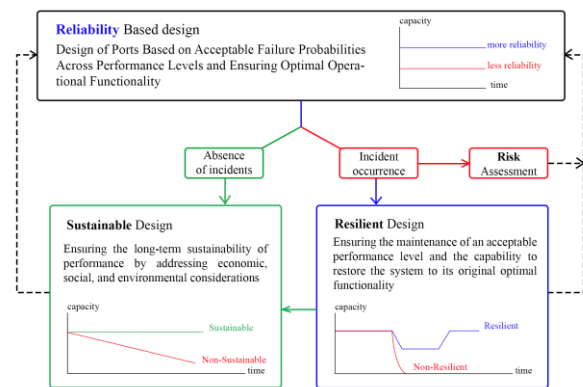 Reliability Based design
Design of Ports Based on Acceptable Failure Probabilities
Across Performance Levels and Ensuring Optimal Oper-
ational Functionality
capacity
more reliability
less reliability
time
Absence
of incidents
Incident
occurrence
Risk
Assessment
Sustainable Design
Ensuring the long-term sustainability of
performance by addressing economic,
social, and environmental considerations
capacity
Sustainable
Non-Sustainable
time
Resilient Design
Ensuring the maintenance of an acceptable
performance level and the capability to
restore the system to its original optimal
functionality
capacity
Resilient
Non-Resilient
time